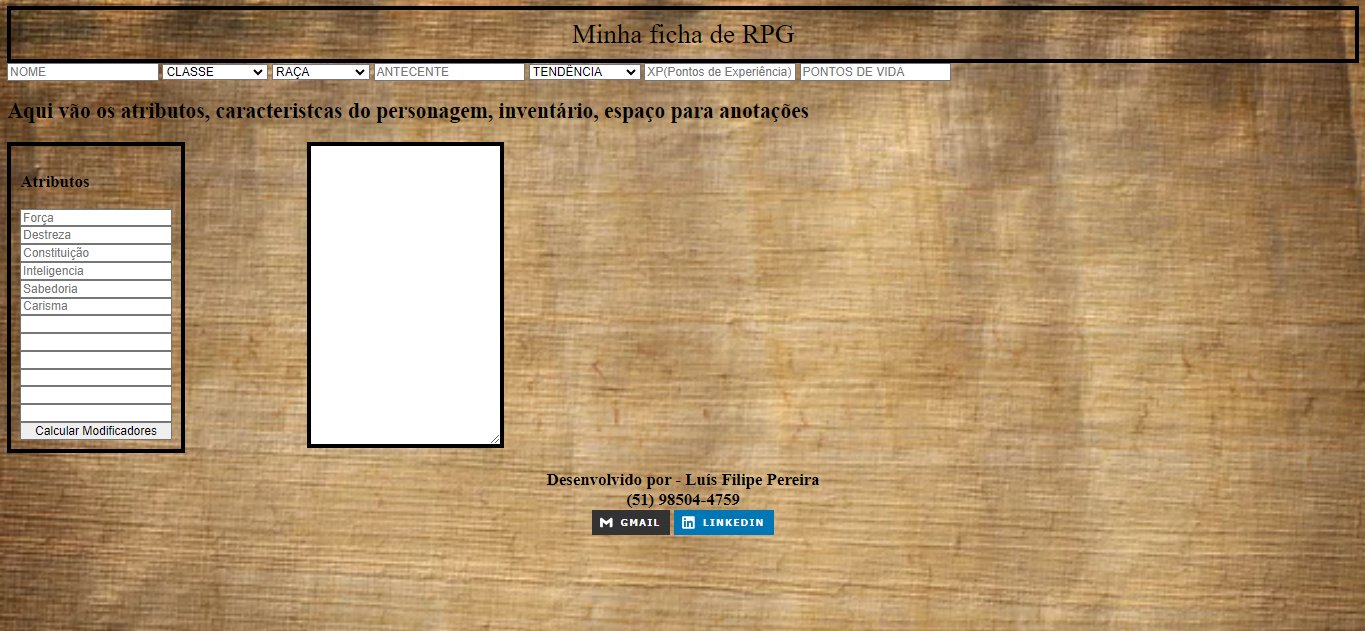 Minha ficha de RPG
NOME CLASSE RAÇA ANTECENTE TENDÊNCIA XP(Pontos de Experiência) PONTOS DE VIDA
Aqui vão os atributos, caracteristcas do personagem, inventário, espaço para anotações
Atributos
Força
Destreza
Constituição
Inteligencia
Sabedoria
Carisma
Calcular Modificadores
Desenvolvido por - Luís Filipe Pereira
(51) 98504-4759
GMAIL LINKEDIN